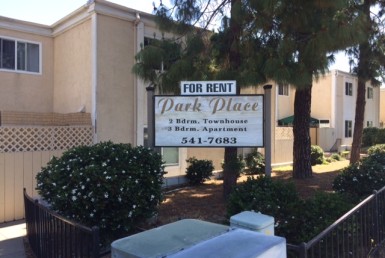 FOR RENT
Park Place
2 Bdrm. Townhouse
3 Bdrm. Apartment
541-7683